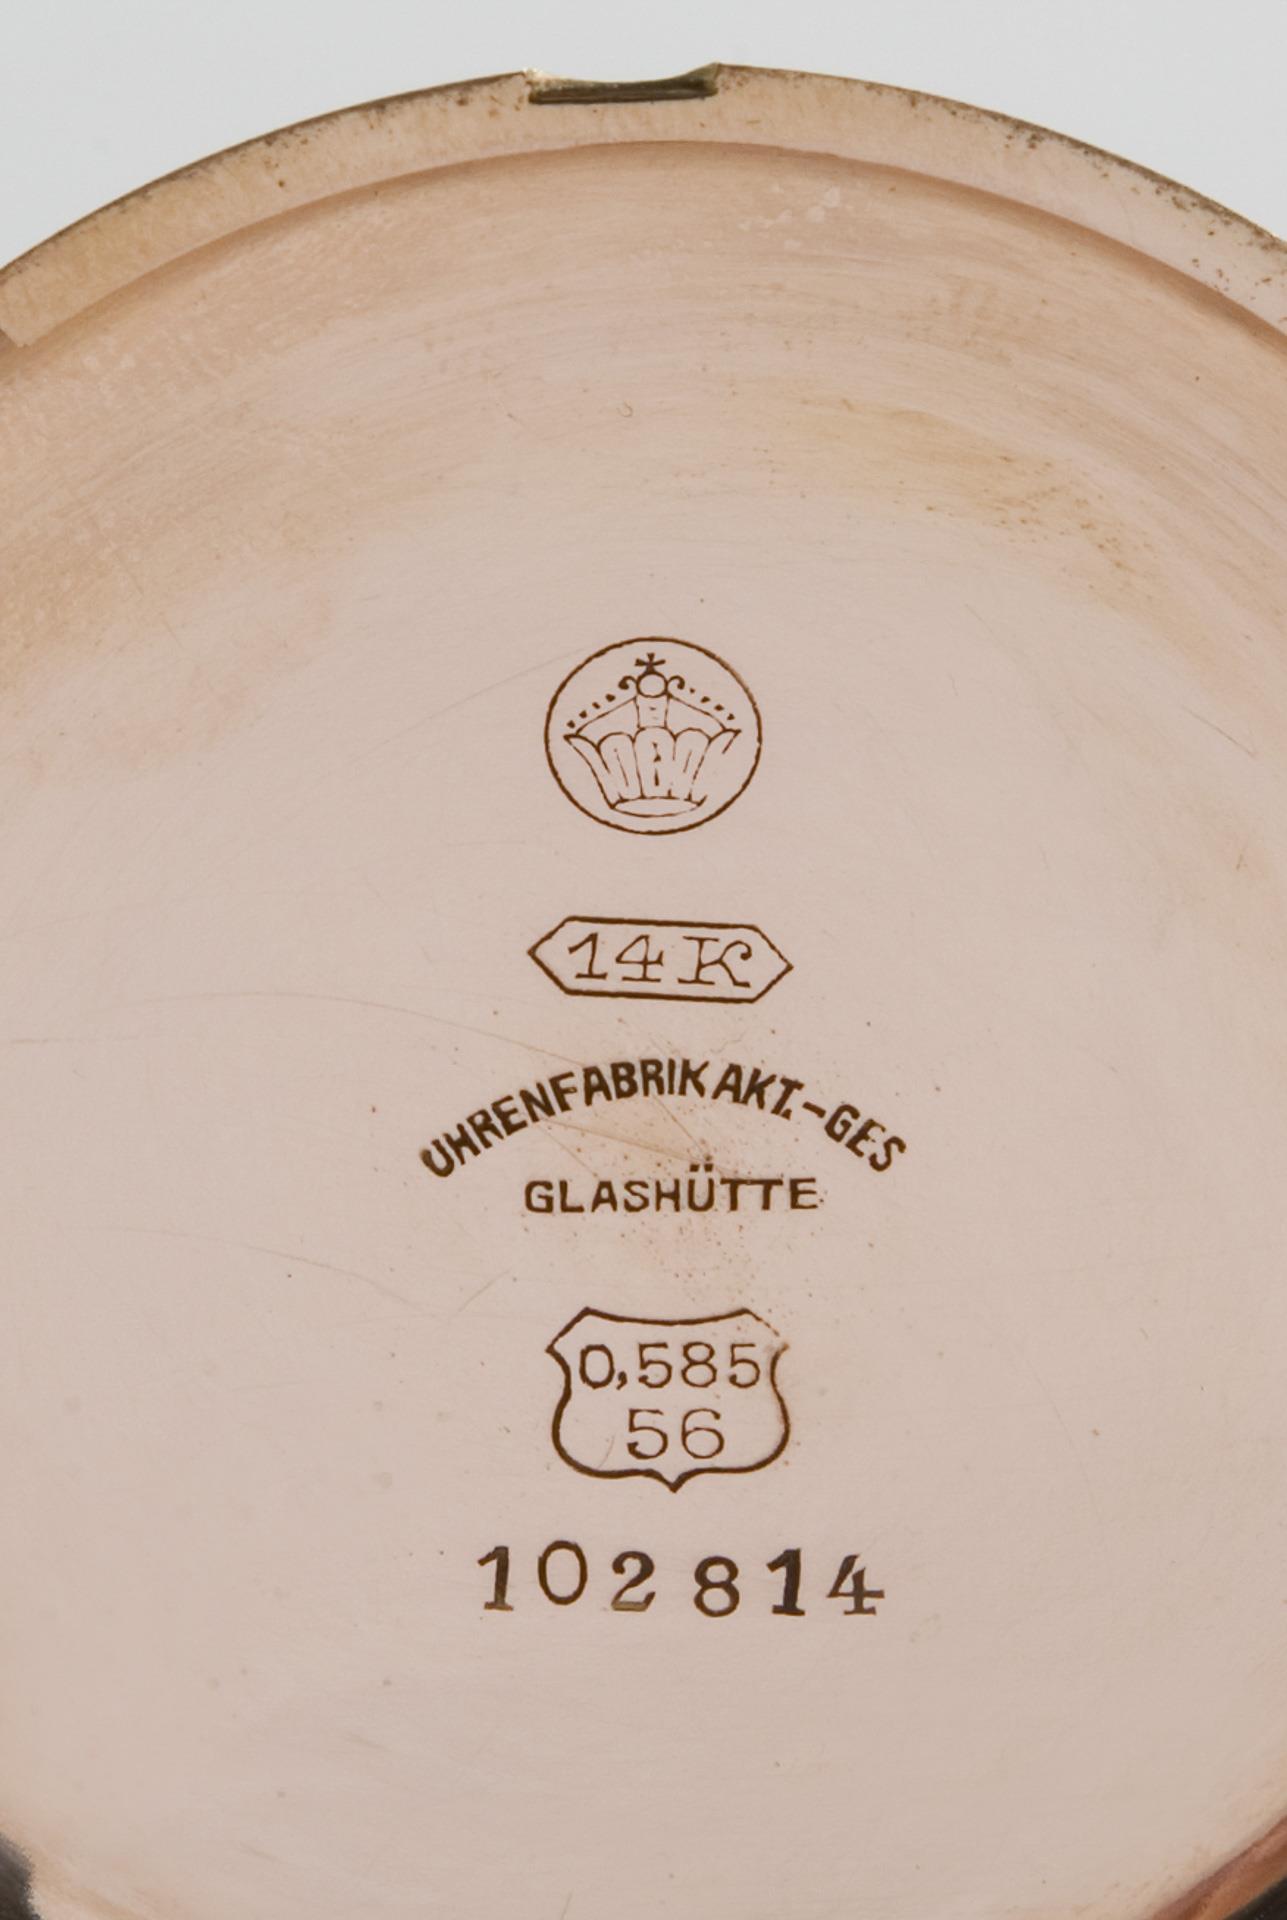 14K
UHRENFABRIK AKT.-GES
GLASHÜTTE
0,585
56
102814